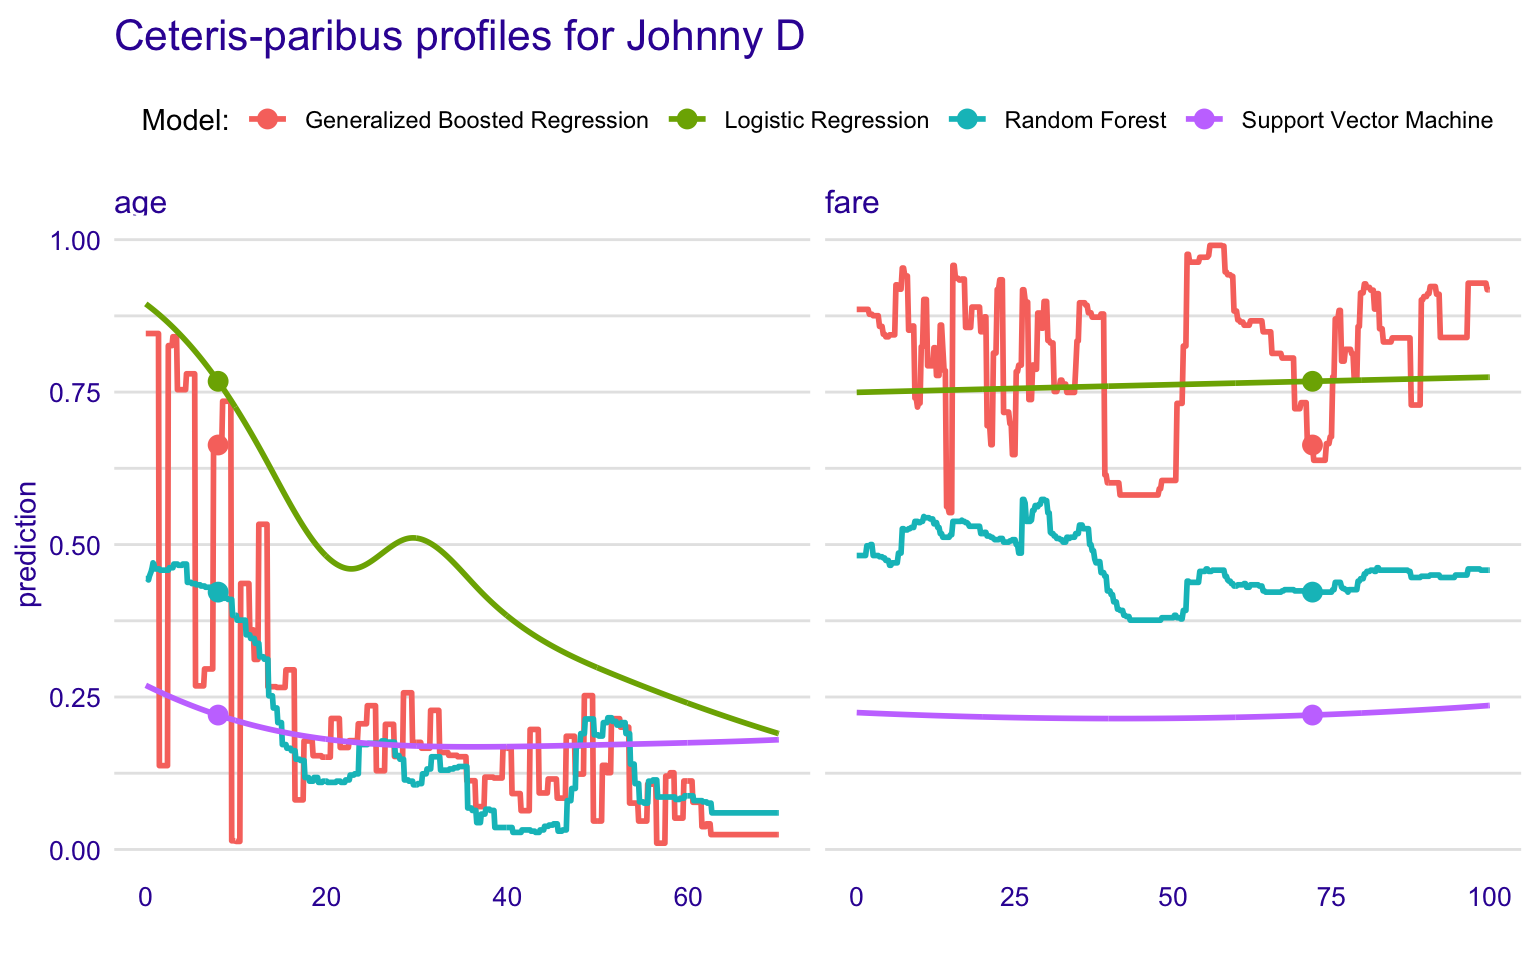 Ceteris-paribus profiles for Johnny D
Model: Generalized Boosted Regression Logistic Regression Random Forest Support Vector Machine
age fare
1.00
0.75
0.50
0.25
0.00
prediction
0 20 40 60 0 25 50 75 100